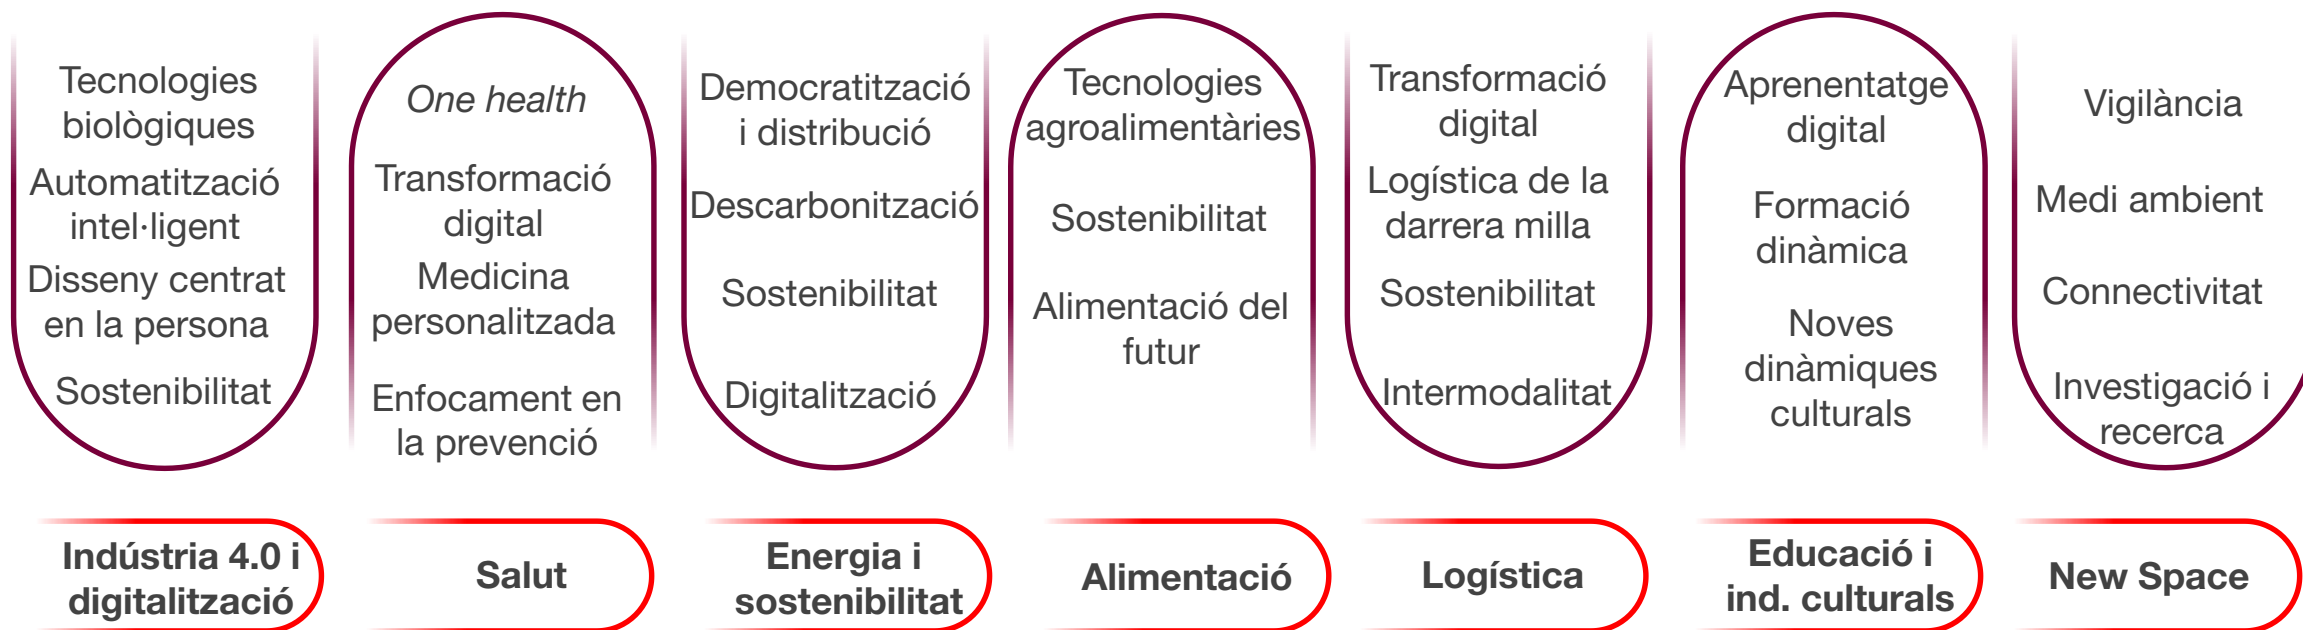 Tecnologies
biològiques
Automatització
intel·ligent
Disseny centrat
en la persona
Sostenibilitat
Indústria 4.0 i
digitalització
One health
Transformació
digital
Medicina
personalitzada
Enfocament en
la prevenció
Salut
Democratització
i distribució
Descarbonització
Sostenibilitat
Digitalització
Energia i
sostenibilitat
Tecnologies
agroalimentàries
Sostenibilitat
Alimentació del
futur
Alimentació
Transformació
digital
Logística de la
darrera milla
Sostenibilitat
Intermodalitat
Logística
Aprenentatge
digital
Formació
dinàmica
Noves
dinàmiques
culturals
Educació i
ind. culturals
Vigilància
Medi ambient
Connectivitat
Investigació i
recerca
New Space